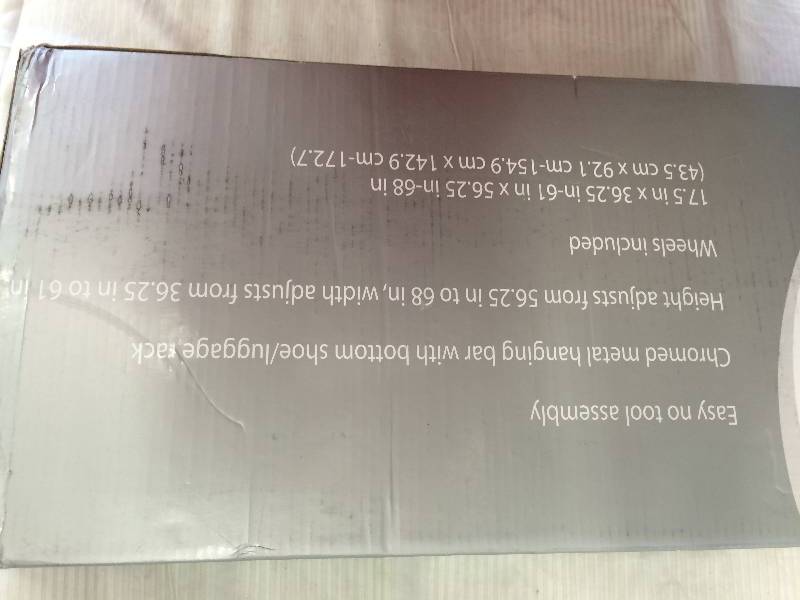 Easy no tool assembly
Chromed metal hanging bar with bottom shoe/luggage rack
Height adjusts from 56.25 in to 68 in, width adjusts from 36.25 in to 61 in
Wheels included
17.5 in x 36.25 in-61 in x 56.25 in-68 in
(43.5 cm x 92.1 cm-154.9 cm x 142.9 cm-172.7)